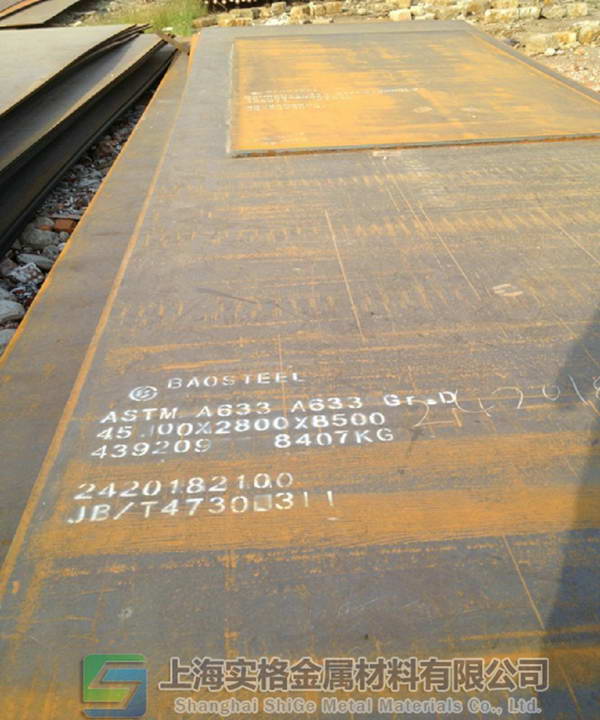 BAOSTEEL
ASTM A633 A633 Gr.D
45.00X2800X8500
439209 8407KG
2420182100
JB/T4730
242018
上海实格金属材料有限公司
Shanghai ShiGe Metal Materials Co., Ltd.